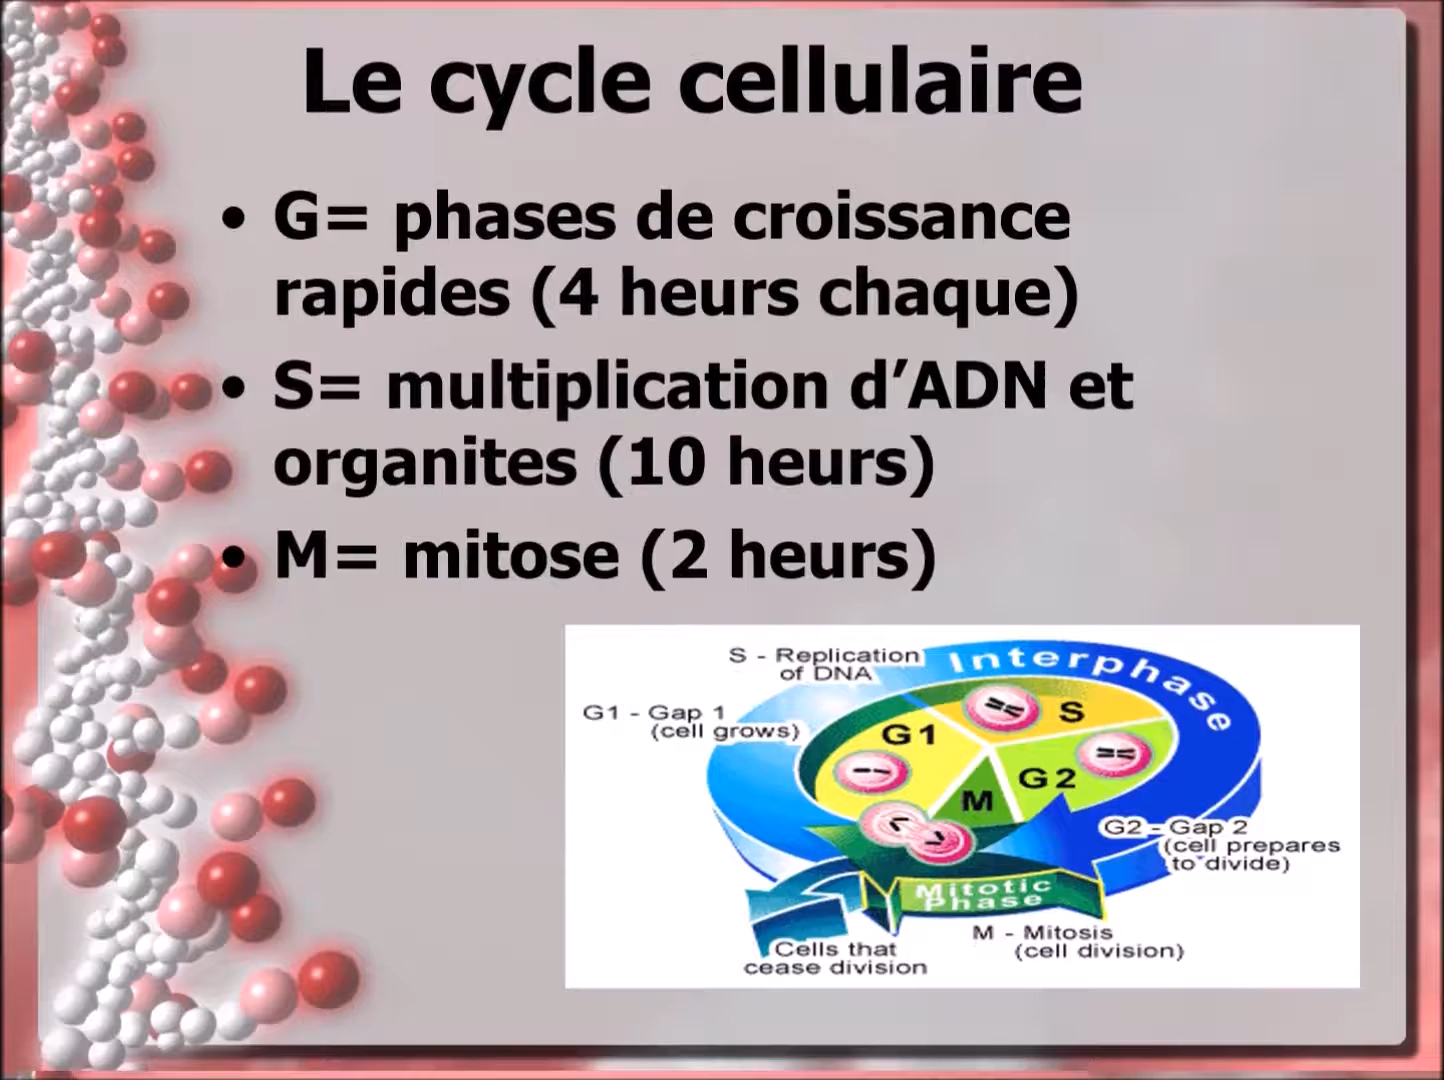 Le cycle cellulaire
• G= phases de croissance
rapides (4 heurs chaque)
• S= multiplication d’ADN et
organites (10 heurs)
• M= mitose (2 heurs)
S - Replication
of DNA
Interphase
G1 - Gap 1
(cell grows)
S
G1
G2
M
G2 - Gap 2
(cell prepares
to divide)
Mitotic
Phase
M - Mitosis
(cell division)
Cells that
cease division